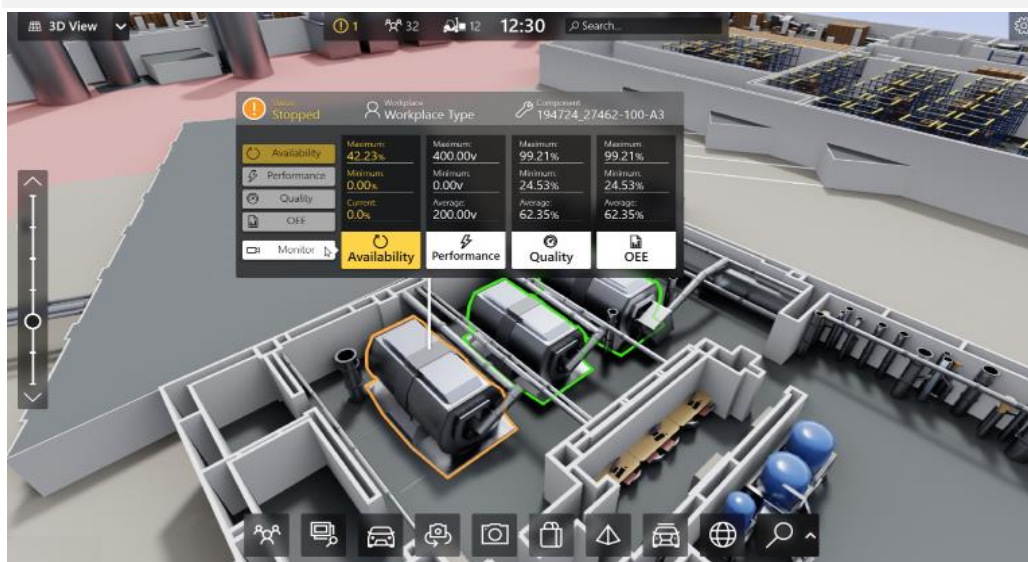 3D View
1
32
12
12:30
Search...
Status
Stopped
Workplace
Workplace Type
Component
194724_27462-100-A3
Availability
Performance
Quality
OEE
Monitor
Maximum:
42.23%
Minimum:
0.00%
Current:
0.0%
Availability
Maximum:
400.00v
Minimum:
0.00v
Average:
200.00v
Performance
Maximum:
99.21%
Minimum:
24.53%
Average:
62.35%
Quality
Maximum:
99.21%
Minimum:
24.53%
Average:
62.35%
OEE